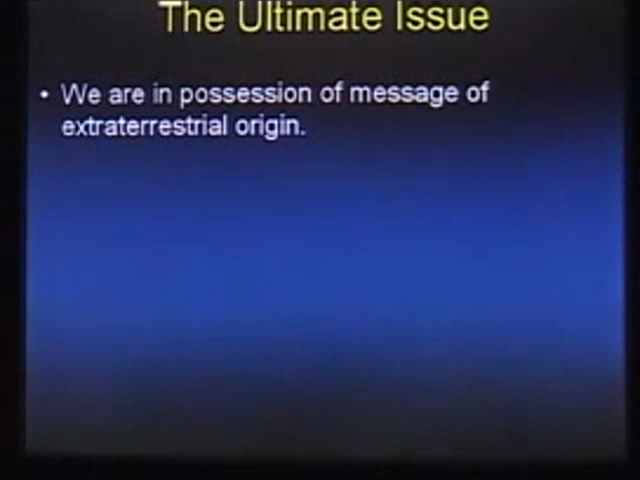 The Ultimate Issue
• We are in possession of message of
extraterrestrial origin.